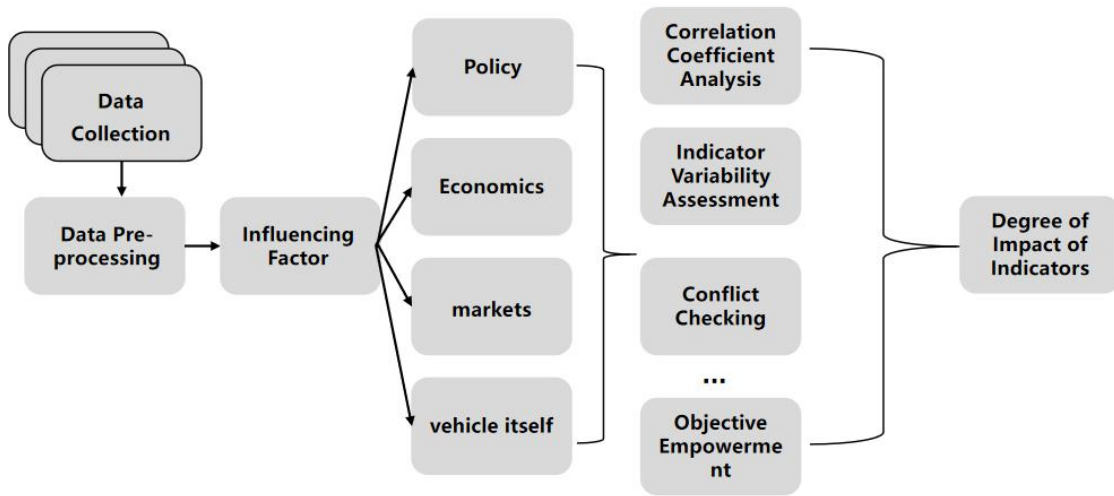 Data
Collection
Data Pre-
processing
Influencing
Factor
Policy
Economics
markets
vehicle itself
Correlation
Coefficient
Analysis
Indicator
Variability
Assessment
Conflict
Checking
...
Objective
Empowerme
nt
Degree of
Impact of
Indicators